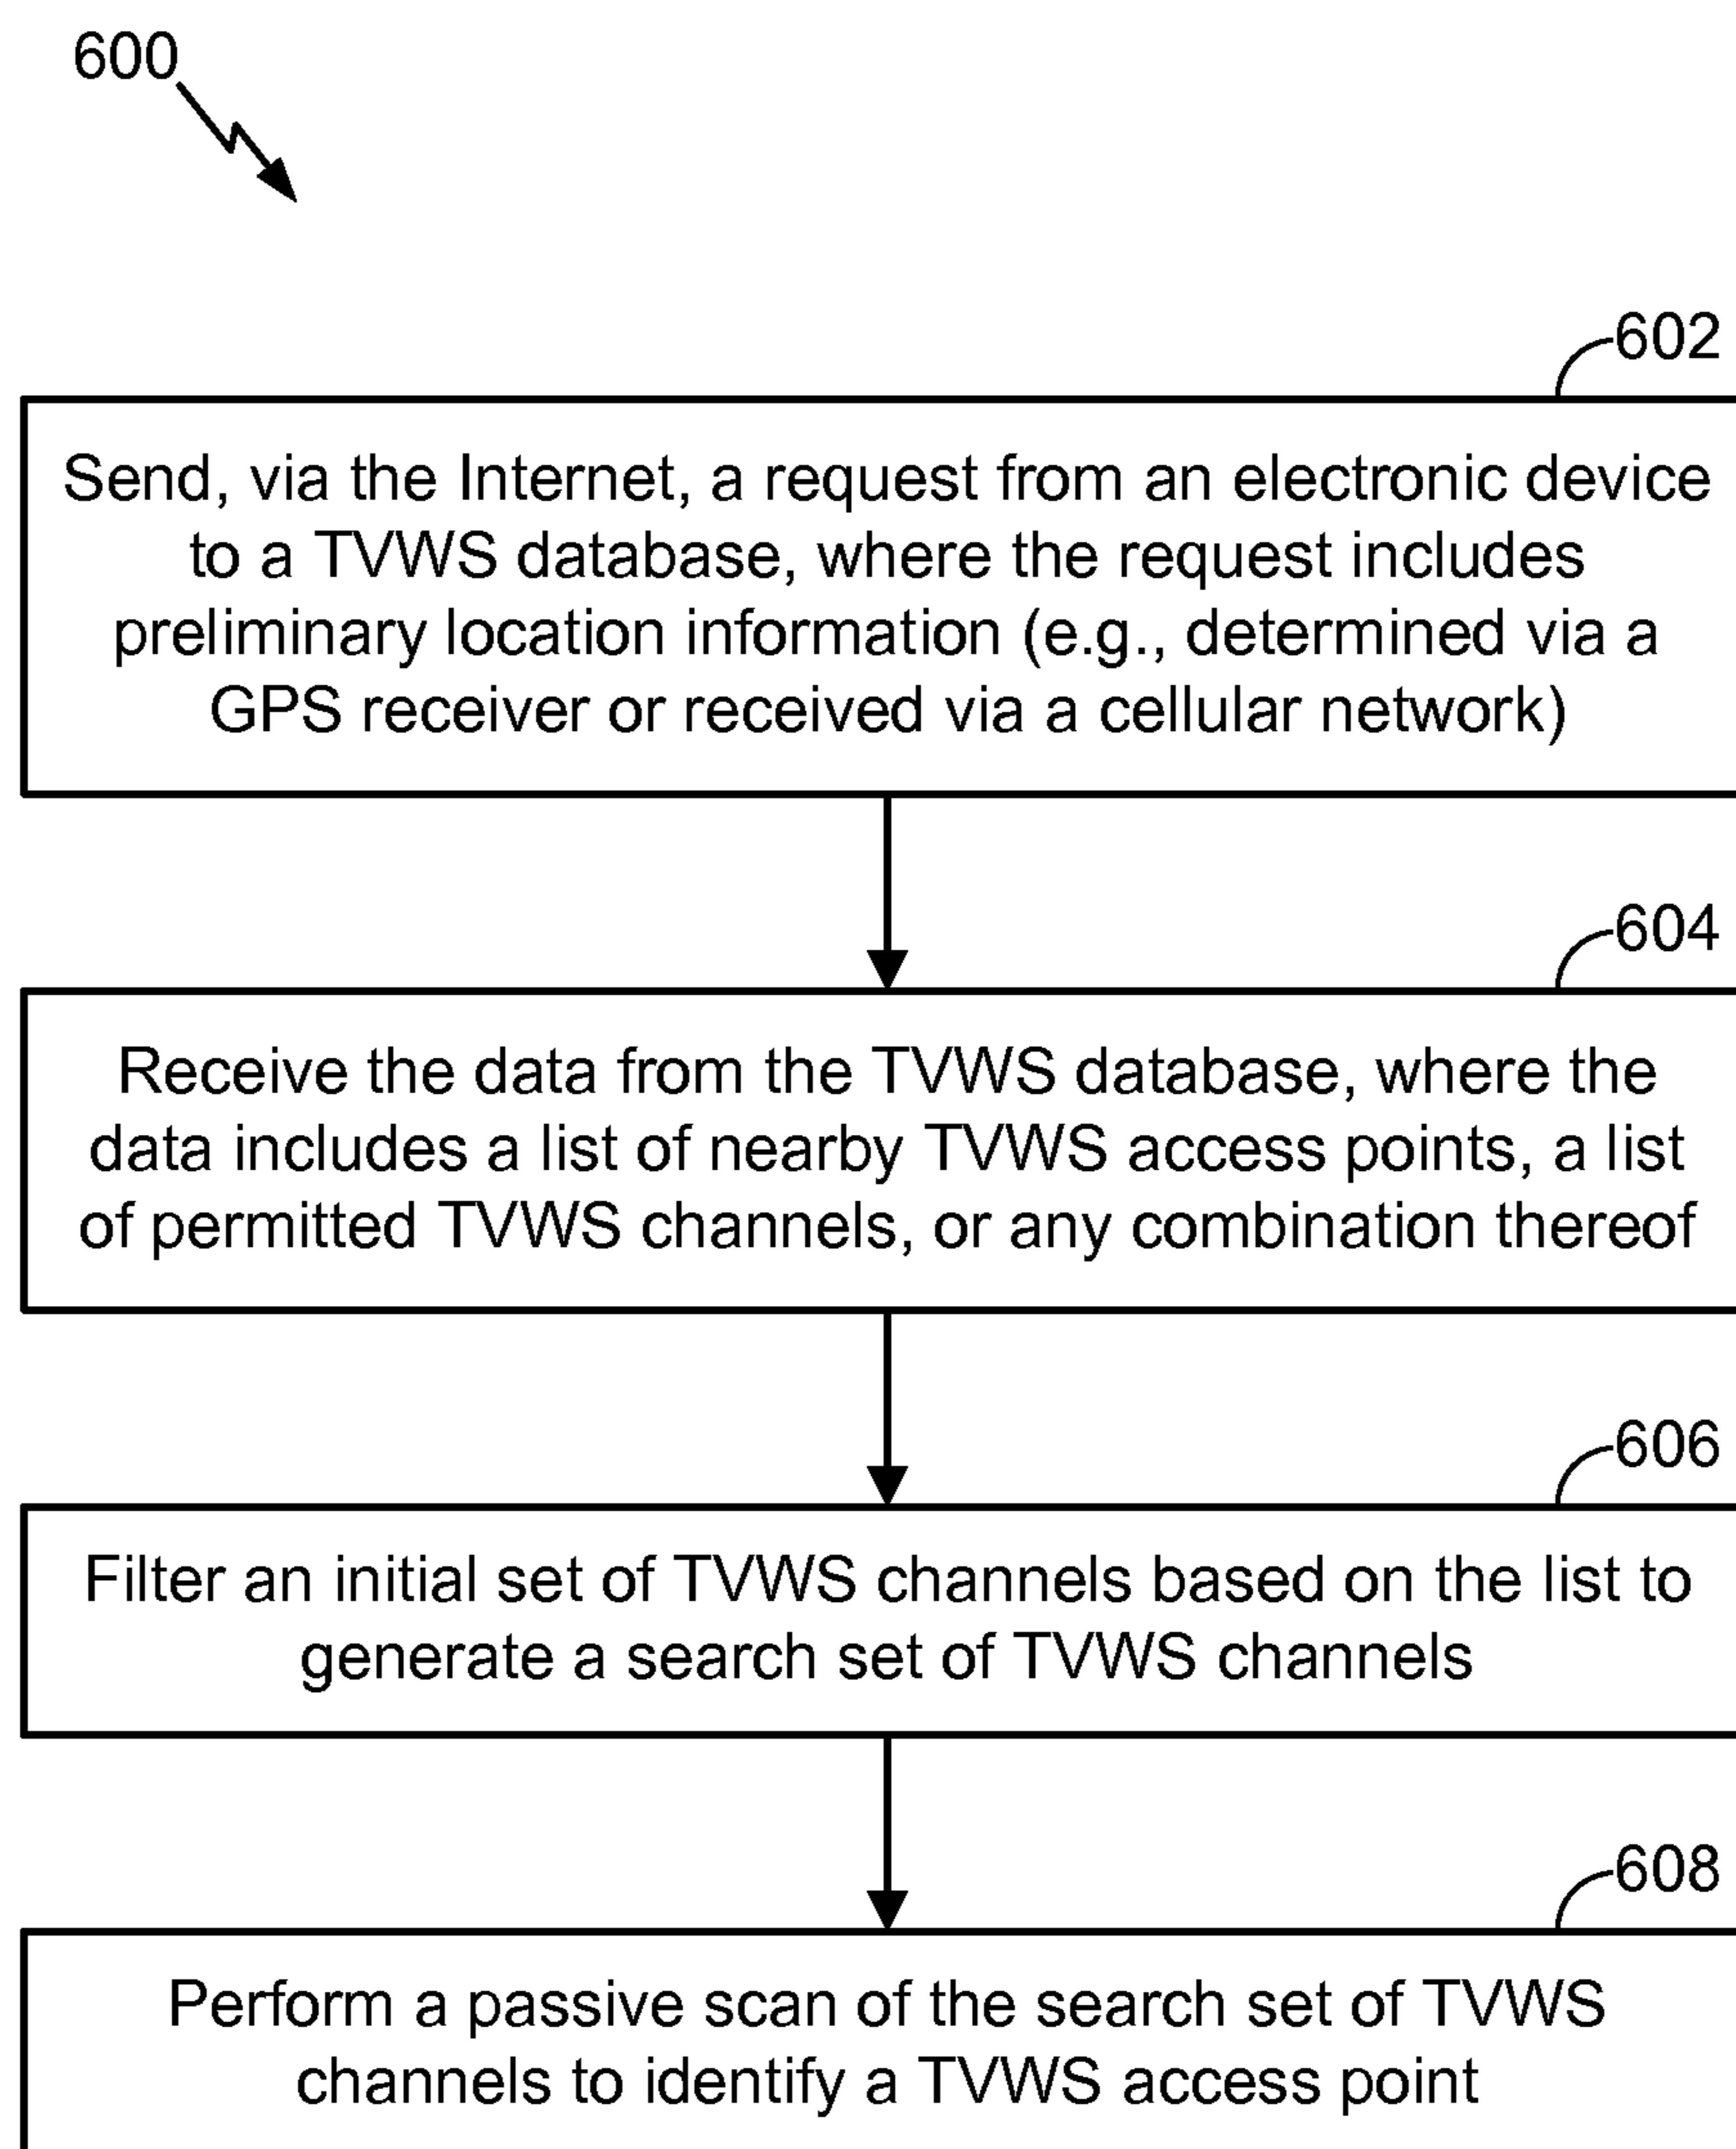 600
602
Send, via the Internet, a request from an electronic device
to a TVWS database, where the request includes
preliminary location information (e.g., determined via a
GPS receiver or received via a cellular network)
604
Receive the data from the TVWS database, where the
data includes a list of nearby TVWS access points, a list
of permitted TVWS channels, or any combination thereof
606
Filter an initial set of TVWS channels based on the list to
generate a search set of TVWS channels
608
Perform a passive scan of the search set of TVWS
channels to identify a TVWS access point